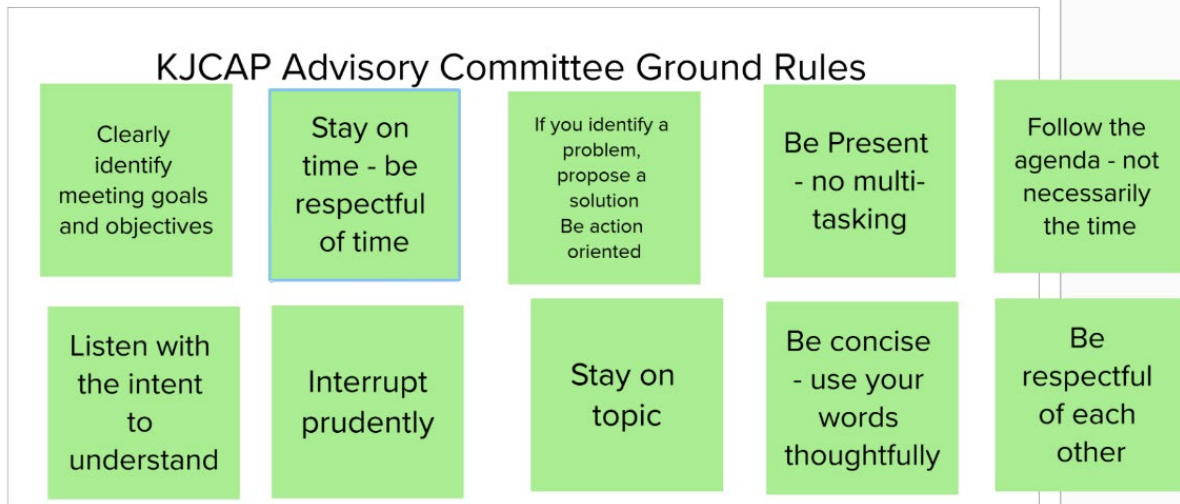 KJCAP Advisory Committee Ground Rules
Clearly
identify
meeting goals
and objectives
Stay on
time - be
respectful
of time
If you identify a
problem,
propose a
solution
Be action
oriented
Be Present
- no multi-
tasking
Follow the
agenda - not
necessarily
the time
Listen with
the intent
to
understand
Interrupt
prudently
Stay on
topic
Be concise
- use your
words
thoughtfully
Be
respectful
of each
other